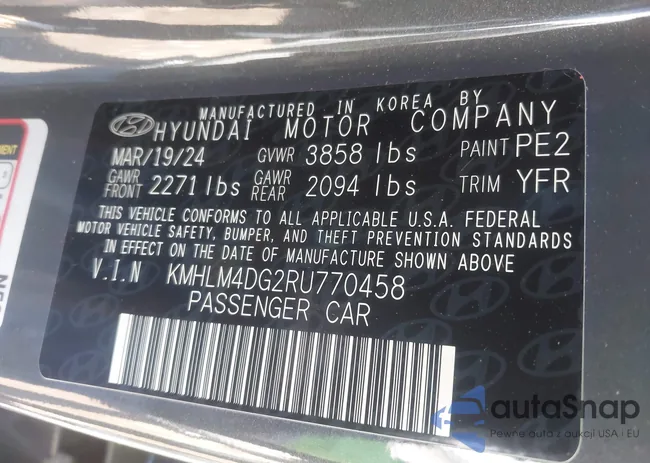 MANUFACTURED IN KOREA BY
HYUNDAI MOTOR COMPANY
MAR/19/24 GVWR 3858 lbs PAINT PE2
GAWR FRONT 2271 lbs GAWR REAR 2094 lbs TRIM YFR
THIS VEHICLE CONFORMS TO ALL APPLICABLE U.S.A. FEDERAL
MOTOR VEHICLE SAFETY, BUMPER, AND THEFT PREVENTION STANDARDS
IN EFFECT ON THE DATE OF MANUFACTURE SHOWN ABOVE
V.I.N KMHLM4DG2RU770458
PASSENGER CAR
autaSnap
Pewne auta z aukcji USA i EU